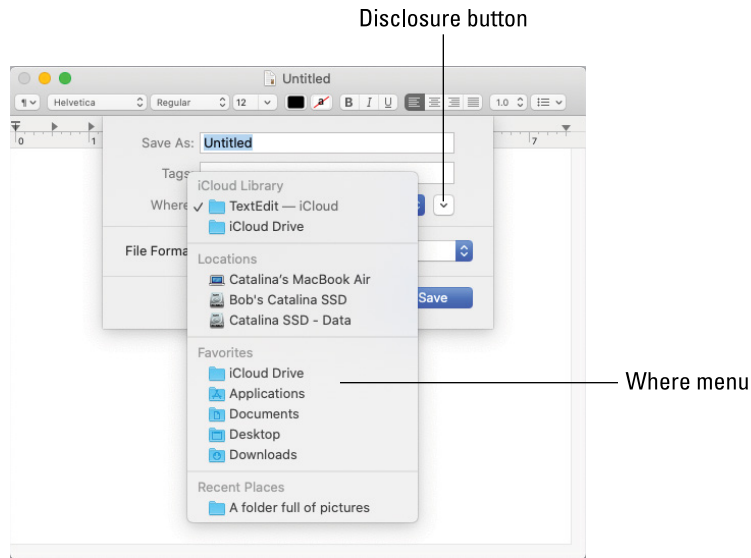 Disclosure button
Untitled
Helvetica Regular 12 a B I U 1.0
0 1 7
Save As: Untitled
Tags
Where
iCloud Library
✓ TextEdit — iCloud
iCloud Drive
File Forma
Locations
Catalina's MacBook Air
Bob's Catalina SSD
Save
Catalina SSD - Data
Favorites
iCloud Drive
Where menu
Applications
Documents
Desktop
Downloads
Recent Places
A folder full of pictures